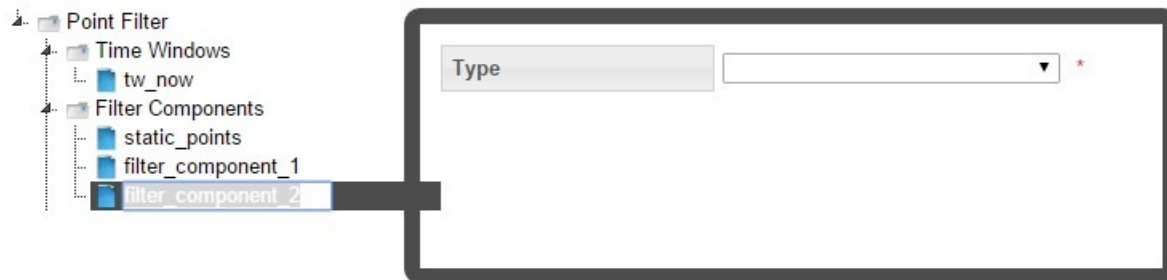 Point Filter
Time Windows
tw_now
Filter Components
static_points
filter_component_1
filter_component_2
Type
*